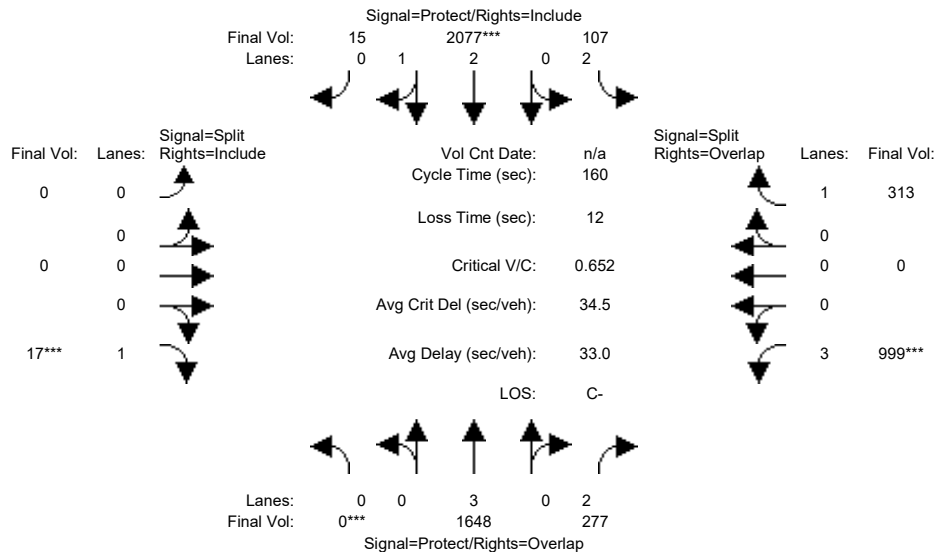 Signal=Protect/Rights=Include
Final Vol: 15 2077*** 107
Lanes: 0 1 2 0 2
Signal=Split
Final Vol: Lanes: Rights=Include
Vol Cnt Date: n/a
Signal=Split
Rights=Overlap Lanes: Final Vol:
Cycle Time (sec): 160
0 0
1 313
Loss Time (sec): 12
0
0
0 0
Critical V/C: 0.652
0 0
0
Avg Crit Del (sec/veh): 34.5
0
17*** 1
Avg Delay (sec/veh): 33.0
3 999***
LOS: C-
Lanes: 0 0 3 0 2
Final Vol: 0*** 1648 277
Signal=Protect/Rights=Overlap